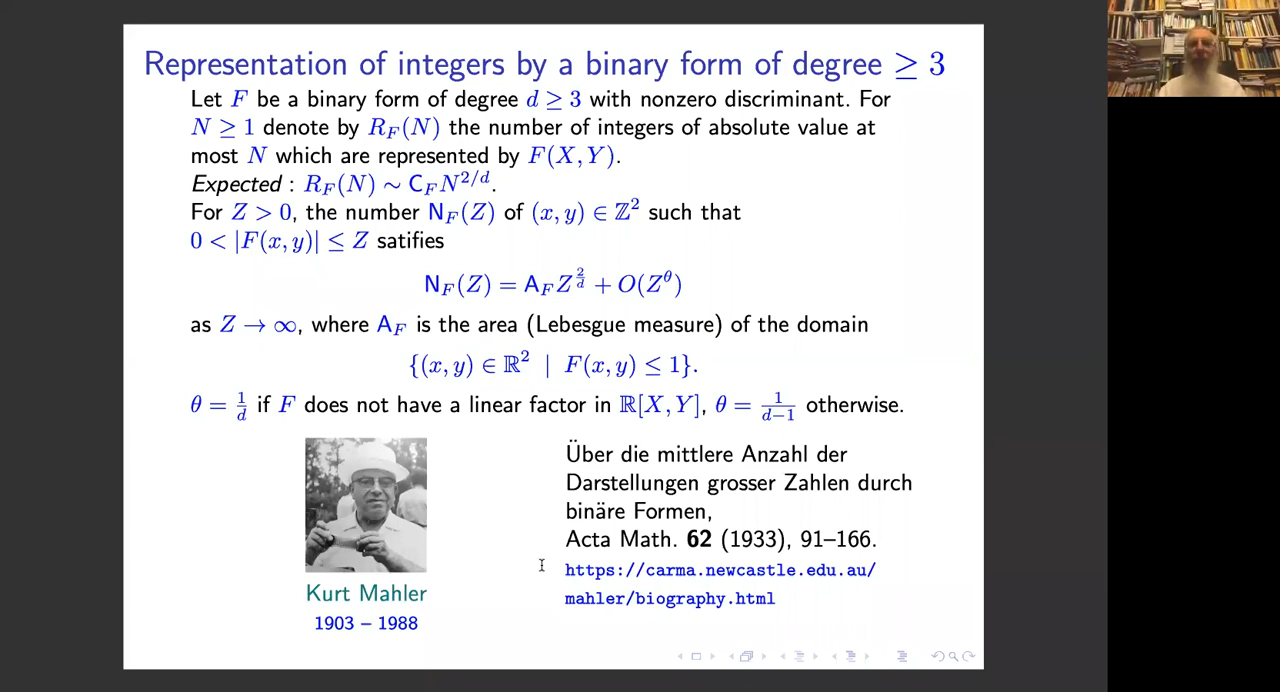 Representation of integers by a binary form of degree ≥ 3
Let F be a binary form of degree d ≥ 3 with nonzero discriminant. For
N ≥ 1 denote by R_F(N) the number of integers of absolute value at
most N which are represented by F(X, Y).
Expected : R_F(N) ∼ C_F N^{2/d}.
For Z > 0, the number N_F(Z) of (x, y) ∈ ℤ² such that
0 < |F(x, y)| ≤ Z satifies
N_F(Z) = A_F Z^{2/d} + O(Z^θ)
as Z → ∞, where A_F is the area (Lebesgue measure) of the domain
{(x, y) ∈ ℝ² | F(x, y) ≤ 1}.
θ = 1/d if F does not have a linear factor in ℝ[X, Y], θ = 1/(d−1) otherwise.
Über die mittlere Anzahl der
Darstellungen grosser Zahlen durch
binäre Formen,
Acta Math. 62 (1933), 91–166.
https://carma.newcastle.edu.au/
mahler/biography.html
Kurt Mahler
1903 – 1988